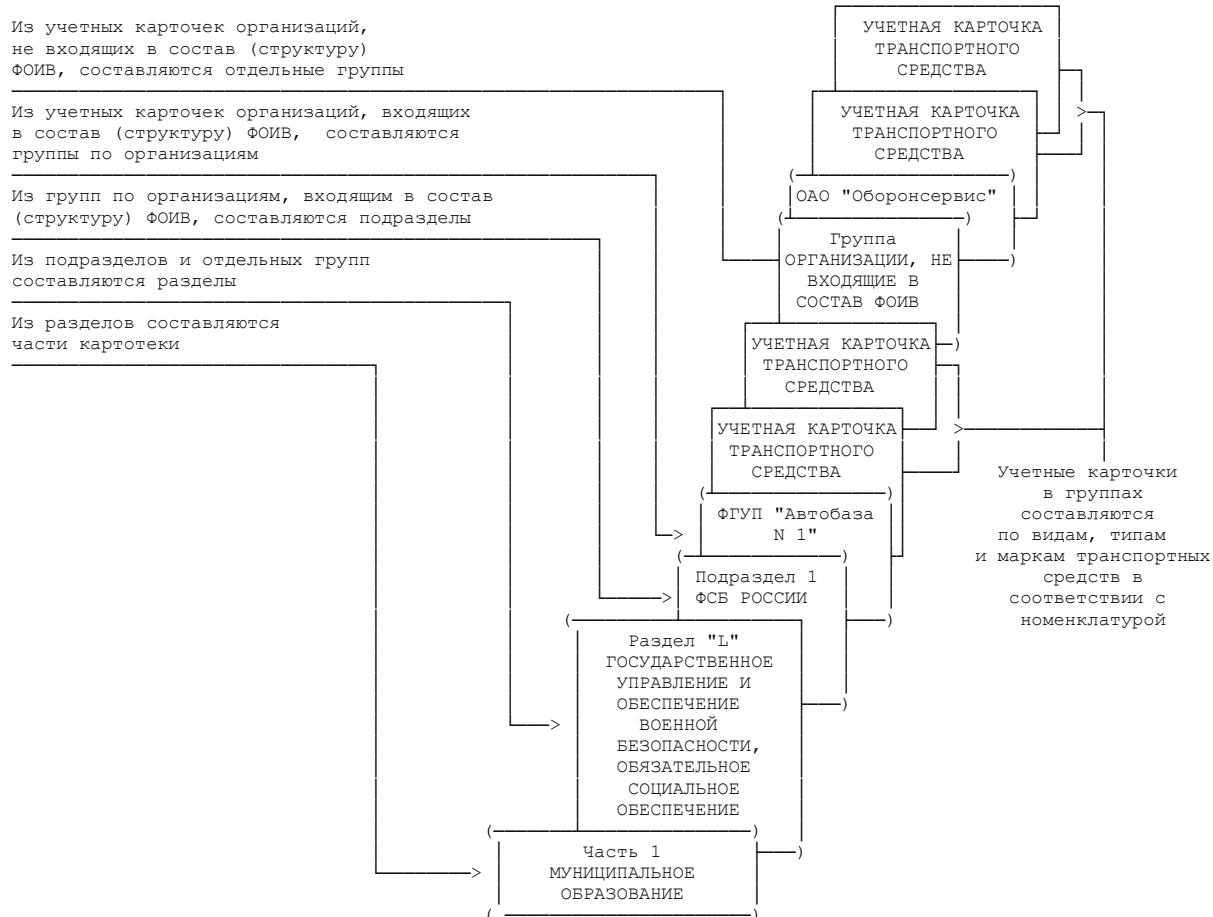 Из учетных карточек организаций,
не входящих в состав (структуру)
ФОИВ, составляются отдельные группы
Из учетных карточек организаций, входящих
в состав (структуру) ФОИВ, составляются
группы по организациям
Из групп по организациям, входящим в состав
(структуру) ФОИВ, составляются подразделы
Из подразделов и отдельных групп
составляются разделы
Из разделов составляются
части картотеки
УЧЕТНАЯ КАРТОЧКА
ТРАНСПОРТНОГО
СРЕДСТВА
УЧЕТНАЯ КАРТОЧКА
ТРАНСПОРТНОГО
СРЕДСТВА
ОАО "Оборонсервис"
Группа
ОРГАНИЗАЦИИ, НЕ
ВХОДЯЩИЕ В
СОСТАВ ФОИВ
УЧЕТНАЯ КАРТОЧКА
ТРАНСПОРТНОГО
СРЕДСТВА
УЧЕТНАЯ КАРТОЧКА
ТРАНСПОРТНОГО
СРЕДСТВА
ФГУП "Автобаза
N 1"
Подраздел 1
ФСБ РОССИИ
Раздел "L"
ГОСУДАРСТВЕННОЕ
УПРАВЛЕНИЕ И
ОБЕСПЕЧЕНИЕ
ВОЕННОЙ
БЕЗОПАСНОСТИ,
ОБЯЗАТЕЛЬНОЕ
СОЦИАЛЬНОЕ
ОБЕСПЕЧЕНИЕ
Часть 1
МУНИЦИПАЛЬНОЕ
ОБРАЗОВАНИЕ
Учетные карточки
в группах
составляются
по видам, типам
и маркам транспортных
средств в
соответствии с
номенклатурой